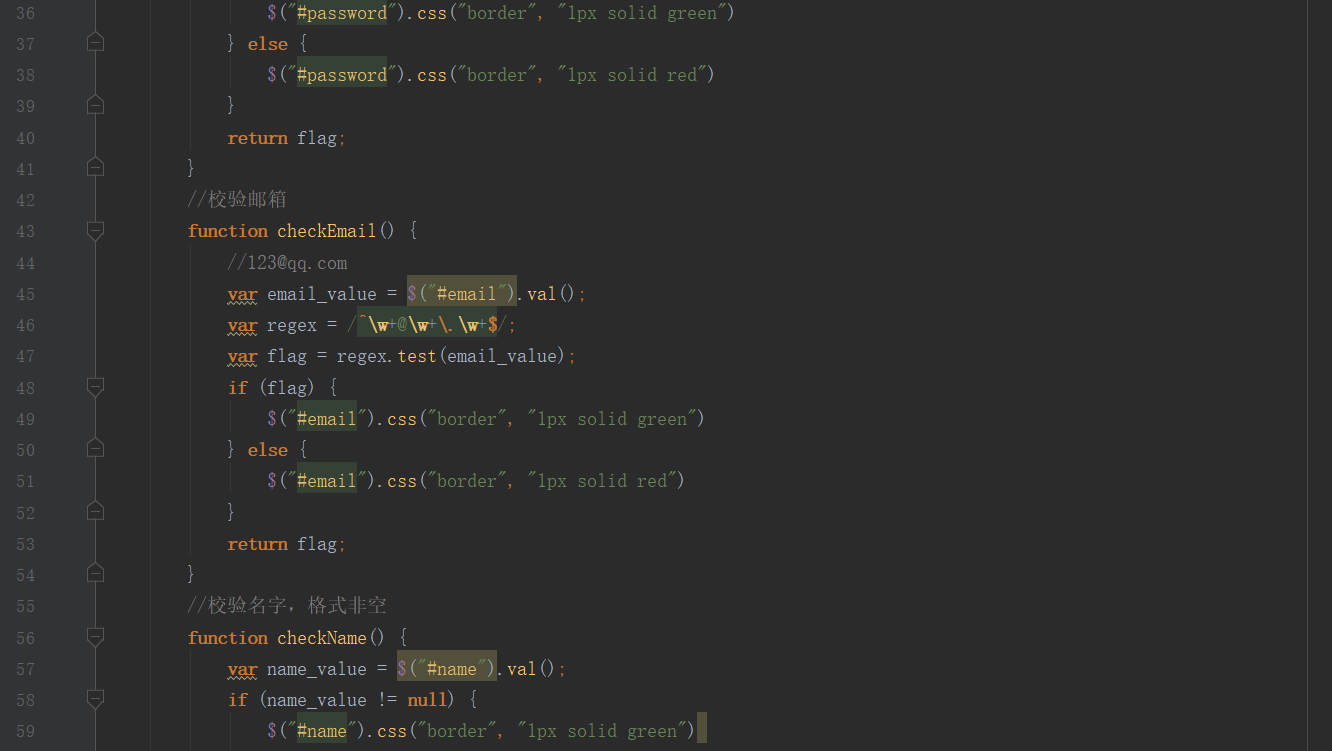 36 $("#password").css("border", "1px solid green")
37 } else {
38 $("#password").css("border", "1px solid red")
39 }
40 return flag;
41 }
42 //校验邮箱
43 function checkEmail() {
44 //123@qq.com
45 var email_value = $("#email").val();
46 var regex = /^\w+@\w+\.\w+$/;
47 var flag = regex.test(email_value);
48 if (flag) {
49 $("#email").css("border", "1px solid green")
50 } else {
51 $("#email").css("border", "1px solid red")
52 }
53 return flag;
54 }
55 //校验名字，格式非空
56 function checkName() {
57 var name_value = $("#name").val();
58 if (name_value != null) {
59 $("#name").css("border", "1px solid green")